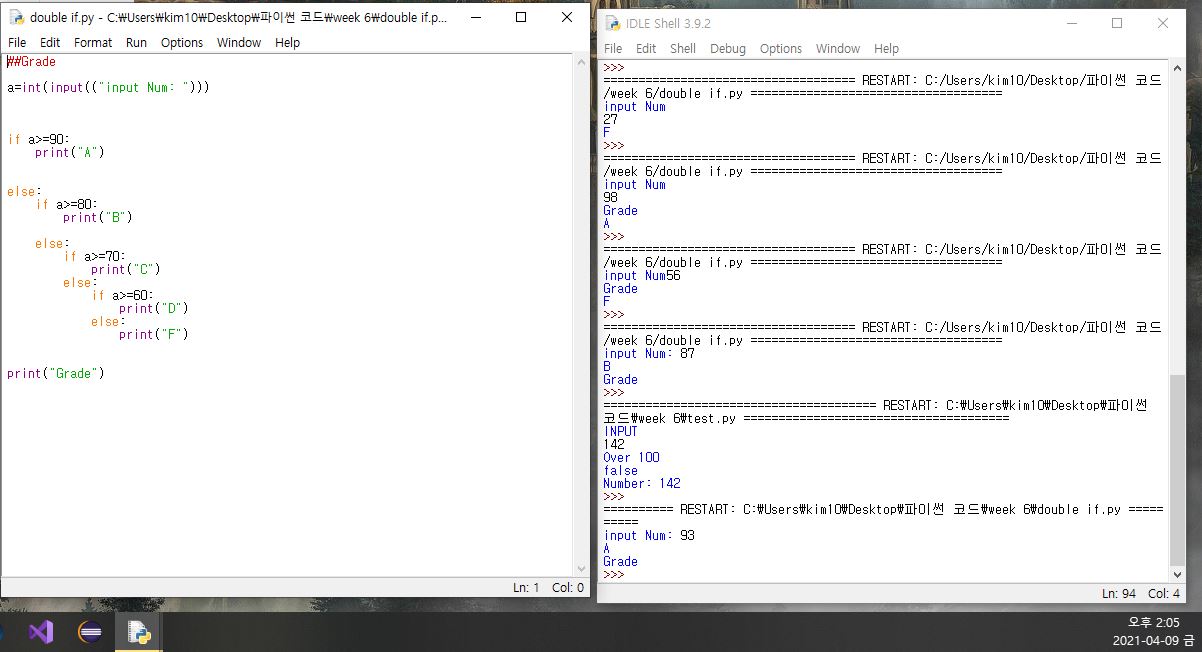 double if.py - C:₩Users₩kim10₩Desktop₩파이썬 코드₩week 6₩double if.p...
File Edit Format Run Options Window Help
##Grade
a=int(input(("input Num: ")))
if a>=90:
print("A")
else:
if a>=80:
print("B")
else:
if a>=70:
print("C")
else:
if a>=60:
print("D")
else:
print("F")
print("Grade")
Ln: 1 Col: 0
IDLE Shell 3.9.2
File Edit Shell Debug Options Window Help
>>>
==================================== RESTART: C:/Users/kim10/Desktop/파이썬 코드
/week 6/double if.py ====================================
input Num
27
F
>>>
==================================== RESTART: C:/Users/kim10/Desktop/파이썬 코드
/week 6/double if.py ====================================
input Num
98
Grade
A
>>>
==================================== RESTART: C:/Users/kim10/Desktop/파이썬 코드
/week 6/double if.py ====================================
input Num56
Grade
F
>>>
==================================== RESTART: C:/Users/kim10/Desktop/파이썬 코드
/week 6/double if.py ====================================
input Num: 87
B
Grade
>>>
======================================= RESTART: C:₩Users₩kim10₩Desktop₩파이썬
코드₩week 6₩test.py ======================================
INPUT
142
Over 100
false
Number: 142
>>>
========== RESTART: C:₩Users₩kim10₩Desktop₩파이썬 코드₩week 6₩double if.py =====
=====
input Num: 93
A
Grade
>>>
Ln: 94 Col: 4
오후 2:05
2021-04-09 금